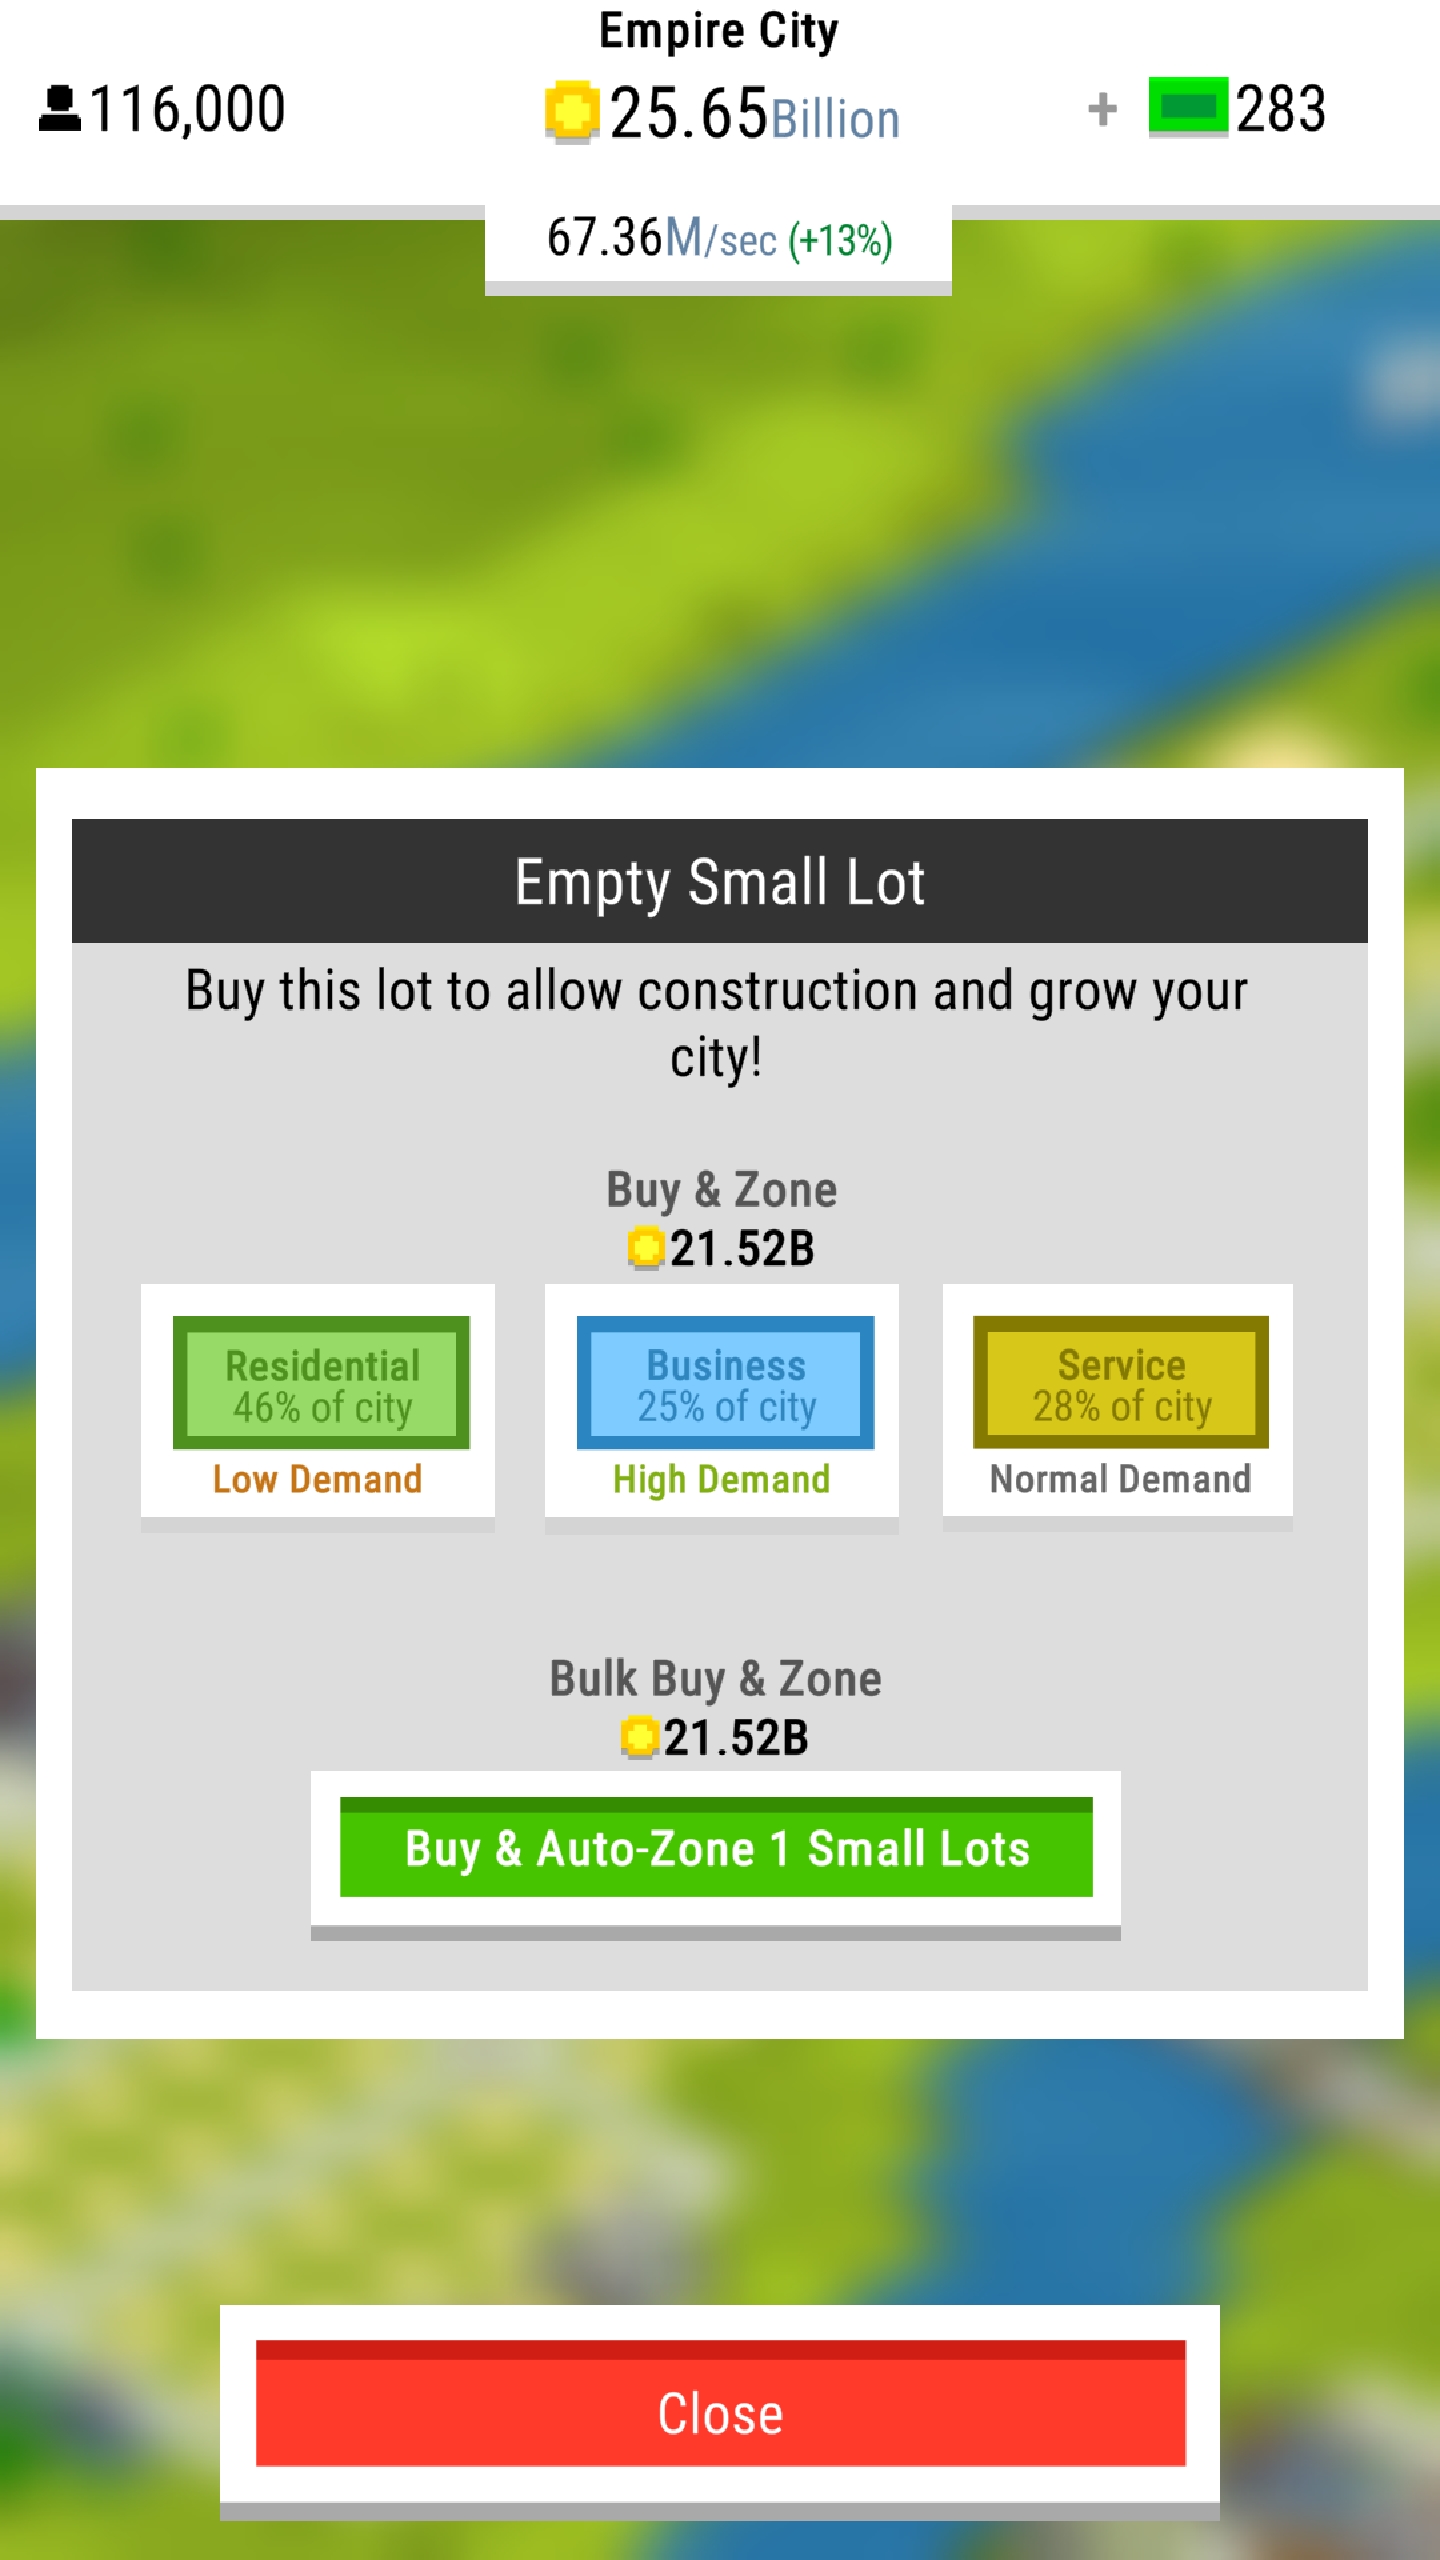 Empire City
116,000
25.65Billion
+ 283
67.36M/sec (+13%)
Empty Small Lot
Buy this lot to allow construction and grow your
city!
Buy & Zone
21.52B
Residential
46% of city
Low Demand
Business
25% of city
High Demand
Service
28% of city
Normal Demand
Bulk Buy & Zone
21.52B
Buy & Auto-Zone 1 Small Lots
Close